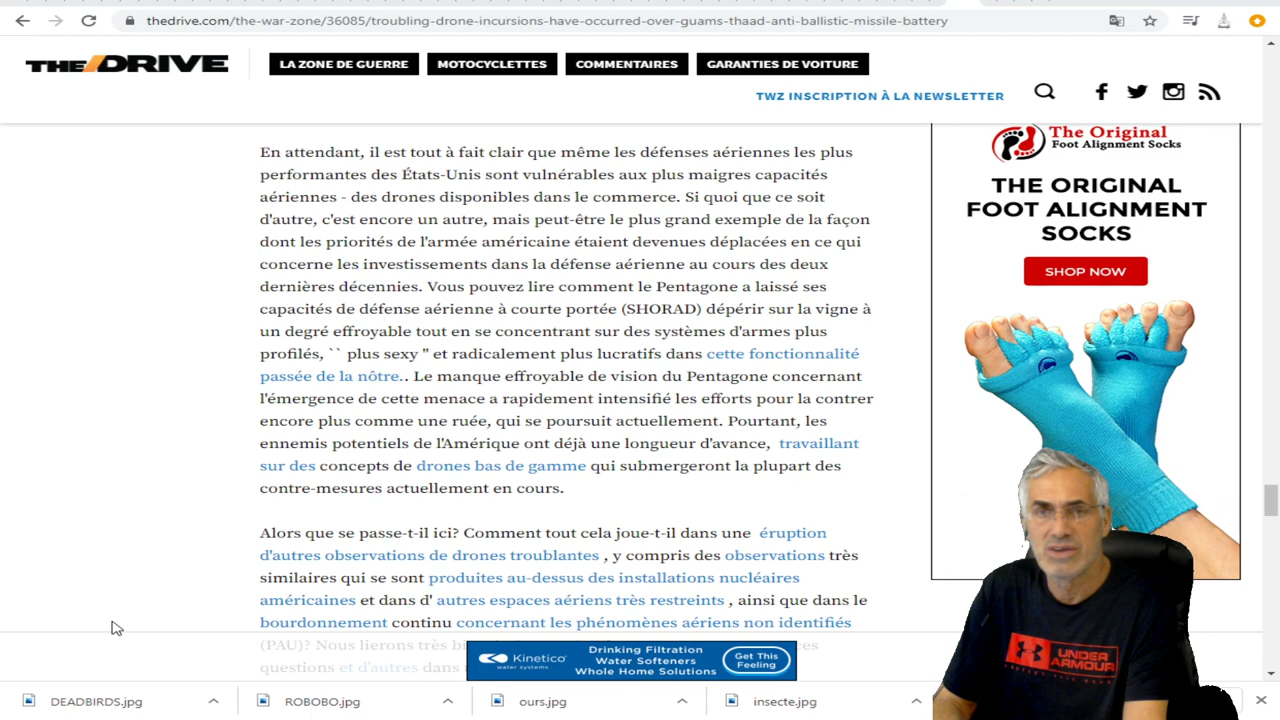 thedrive.com/the-war-zone/36085/troubling-drone-incursions-have-occurred-over-guams-thaad-anti-ballistic-missile-battery
THE DRIVE
LA ZONE DE GUERRE
MOTOCYCLETTES
COMMENTAIRES
GARANTIES DE VOITURE
TWZ INSCRIPTION À LA NEWSLETTER
En attendant, il est tout à fait clair que même les défenses aériennes les plus
performantes des États-Unis sont vulnérables aux plus maigres capacités
aériennes - des drones disponibles dans le commerce. Si quoi que ce soit
d'autre, c'est encore un autre, mais peut-être le plus grand exemple de la façon
dont les priorités de l'armée américaine étaient devenues déplacées en ce qui
concerne les investissements dans la défense aérienne au cours des deux
dernières décennies. Vous pouvez lire comment le Pentagone a laissé ses
capacités de défense aérienne à courte portée (SHORAD) dépérir sur la vigne à
un degré effroyable tout en se concentrant sur des systèmes d'armes plus
profilés, `` plus sexy '' et radicalement plus lucratifs dans cette fonctionnalité
passée de la nôtre. . Le manque effroyable de vision du Pentagone concernant
l'émergence de cette menace a rapidement intensifié les efforts pour la contrer
encore plus comme une ruée, qui se poursuit actuellement. Pourtant, les
ennemis potentiels de l'Amérique ont déjà une longueur d'avance, travaillant
sur des concepts de drones bas de gamme qui submergeront la plupart des
contre-mesures actuellement en cours.
Alors que se passe-t-il ici? Comment tout cela joue-t-il dans une éruption
d'autres observations de drones troublantes , y compris des observations très
similaires qui se sont produites au-dessus des installations nucléaires
américaines et dans d' autres espaces aériens très restreints , ainsi que dans le
bourdonnement continu concernant les phénomènes aériens non identifiés
(PAU)? Nous lierons très
questions et d'autres dans
The Original
Foot Alignment Socks
THE ORIGINAL
FOOT ALIGNMENT
SOCKS
SHOP NOW
Kinetico
water systems
Drinking Filtration
Water Softeners
Whole Home Solutions
Get This
Feeling
UNDER
ARMOUR
DEADBIRDS.jpg
ROBOBO.jpg
ours.jpg
insecte.jpg